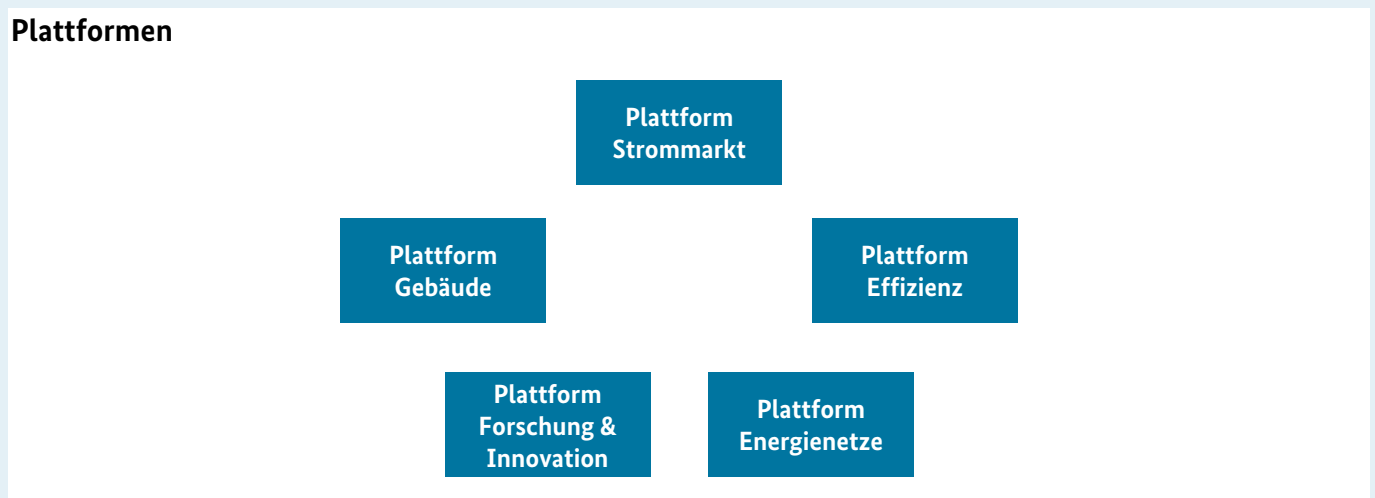 Plattformen
Plattform
Strommarkt
Plattform
Gebäude
Plattform
Effizienz
Plattform
Forschung &
Innovation
Plattform
Energienetze